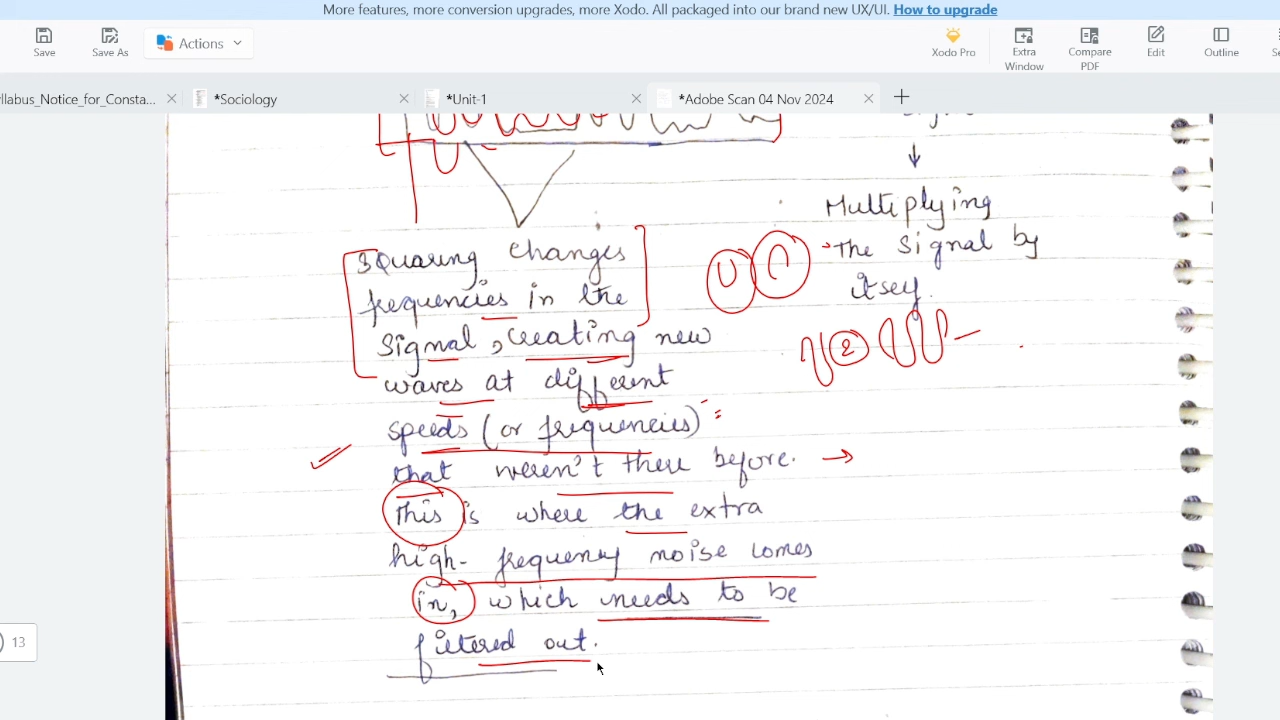 More features, more conversion upgrades, more Xodo. All packaged into our brand new UX/UI. How to upgrade
Save
Save As
Actions
Xodo Pro
Extra Window
Compare PDF
Edit
Outline
llabus_Notice_for_Consta...
*Sociology
*Unit-1
*Adobe Scan 04 Nov 2024
Multiplying
the signal by
itself.
2
Squaring changes
frequencies in the
signal, creating new
waves at different
speeds (or frequencies)
that weren't there before.
This is where the extra
high-frequency noise comes
in, which needs to be
filtered out.
13